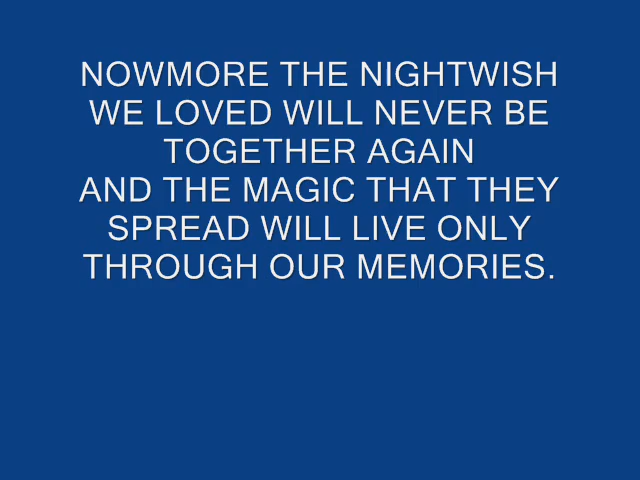 NOWMORE THE NIGHTWISH
WE LOVED WILL NEVER BE
TOGETHER AGAIN
AND THE MAGIC THAT THEY
SPREAD WILL LIVE ONLY
THROUGH OUR MEMORIES.